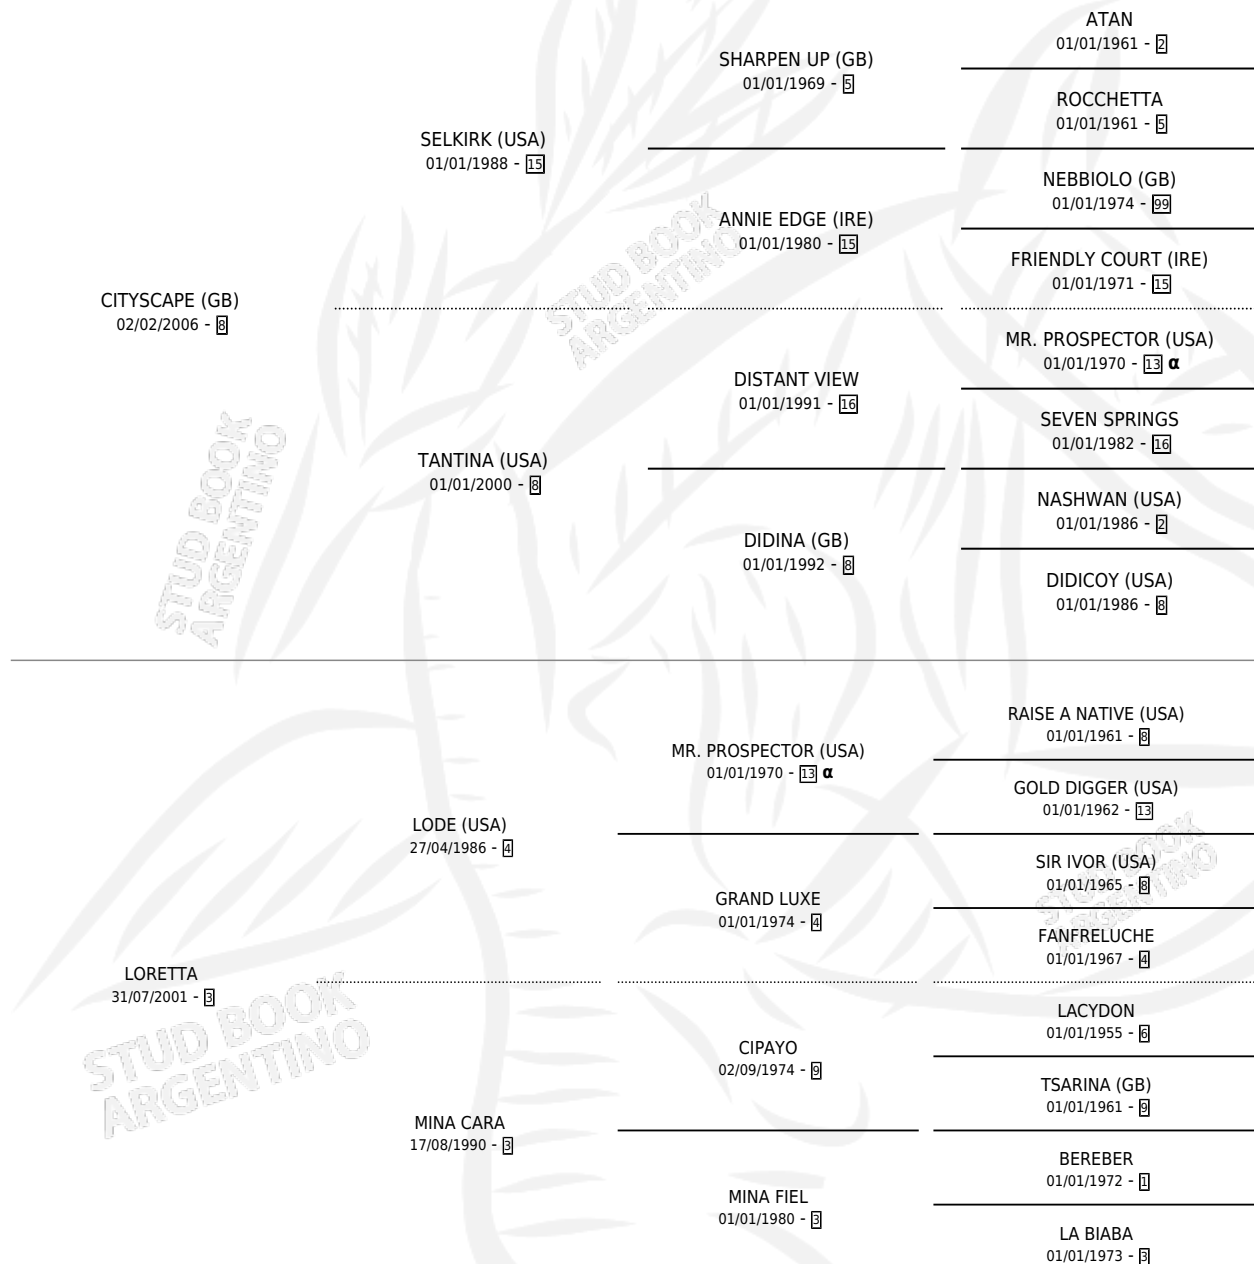 ATAN
01/01/1961 - 2
SHARPEN UP (GB)
01/01/1969 - 5
ROCCHETTA
01/01/1961 - 5
SELKIRK (USA)
01/01/1988 - 15
NEBBIOLO (GB)
01/01/1974 - 99
ANNIE EDGE (IRE)
01/01/1980 - 15
FRIENDLY COURT (IRE)
01/01/1971 - 15
CITYSCAPE (GB)
02/02/2006 - 8
MR. PROSPECTOR (USA)
01/01/1970 - 13 α
DISTANT VIEW
01/01/1991 - 16
SEVEN SPRINGS
01/01/1982 - 16
TANTINA (USA)
01/01/2000 - 8
NASHWAN (USA)
01/01/1986 - 2
DIDINA (GB)
01/01/1992 - 8
DIDICOY (USA)
01/01/1986 - 8
RAISE A NATIVE (USA)
01/01/1961 - 8
MR. PROSPECTOR (USA)
01/01/1970 - 13 α
GOLD DIGGER (USA)
01/01/1962 - 13
LODE (USA)
27/04/1986 - 4
SIR IVOR (USA)
01/01/1965 - 8
GRAND LUXE
01/01/1974 - 4
FANFRELUCHE
01/01/1967 - 4
LORETTA
31/07/2001 - 3
LACYDON
01/01/1955 - 6
CIPAYO
02/09/1974 - 9
TSARINA (GB)
01/01/1961 - 9
MINA CARA
17/08/1990 - 3
BEREBER
01/01/1972 - 1
MINA FIEL
01/01/1980 - 3
LA BIABA
01/01/1973 - 3
STUD BOOK
ARGENTINO
STUD BOOK
ARGENTINO
STUD BOOK
ARGENTINO
STUD BOOK
ARGENTINO